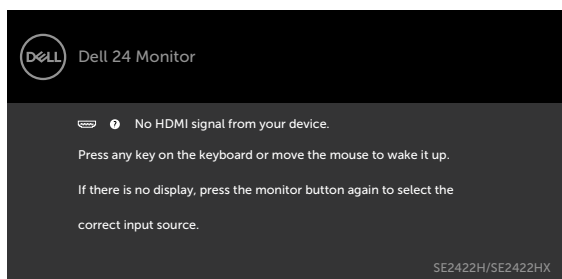 DELL Dell 24 Monitor
? No HDMI signal from your device.
Press any key on the keyboard or move the mouse to wake it up.
If there is no display, press the monitor button again to select the
correct input source.
SE2422H/SE2422HX